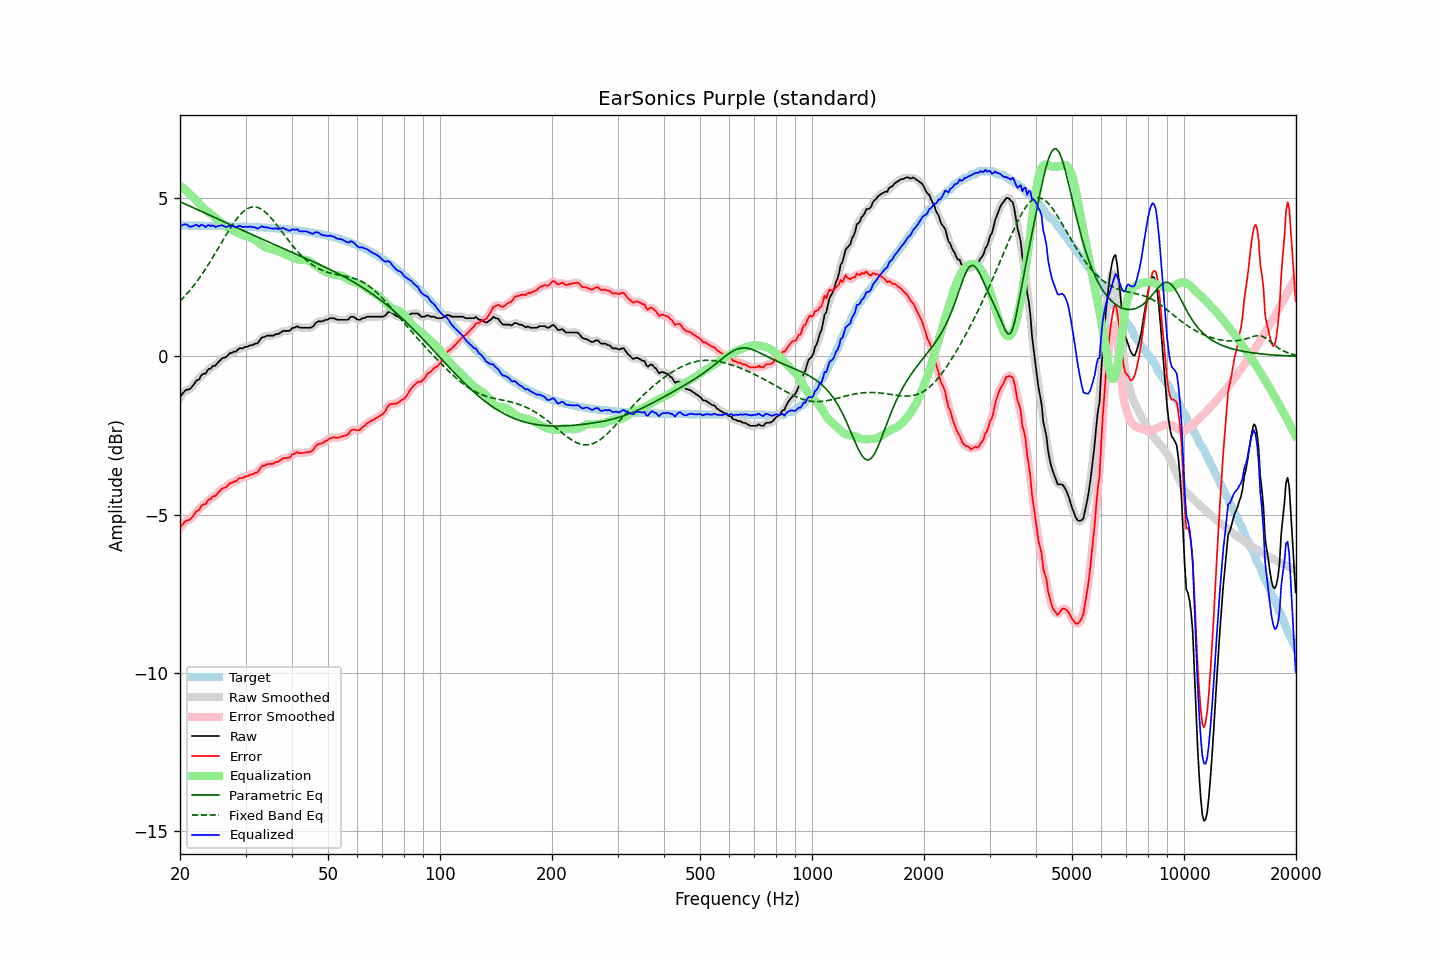 EarSonics Purple (standard)
Amplitude (dBr)
5
0
−5
−10
−15
Target
Raw Smoothed
Error Smoothed
Raw
Error
Equalization
Parametric Eq
Fixed Band Eq
Equalized
20 50 100 200 500 1000 2000 5000 10000 20000
Frequency (Hz)